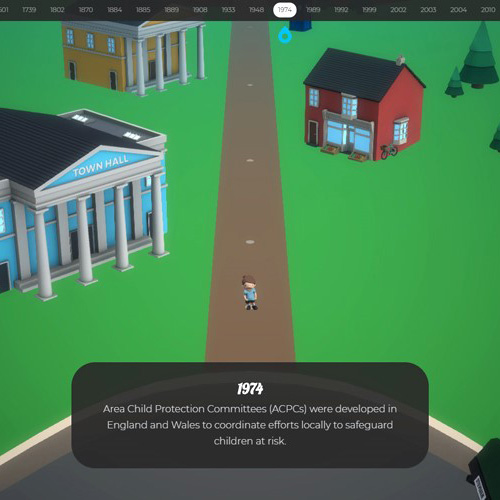 601 1739 1802 1870 1884 1885 1889 1908 1933 1948 1974 1989 1992 1999 2002 2003 2004 2010
TOWN HALL
1974
Area Child Protection Committees (ACPCs) were developed in
England and Wales to coordinate efforts locally to safeguard
children at risk.